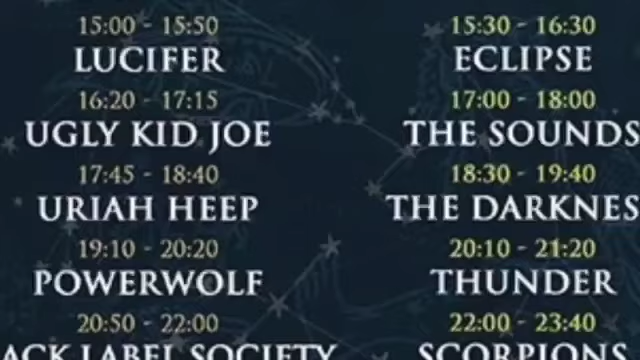 15:00 - 15:50
LUCIFER
16:20 - 17:15
UGLY KID JOE
17:45 - 18:40
URIAH HEEP
19:10 - 20:20
POWERWOLF
20:50 - 22:00
ACK LABEL SOCIETY
15:30 - 16:30
ECLIPSE
17:00 - 18:00
THE SOUNDS
18:30 - 19:40
THE DARKNES
20:10 - 21:20
THUNDER
22:00 - 23:40
SCORPIONS